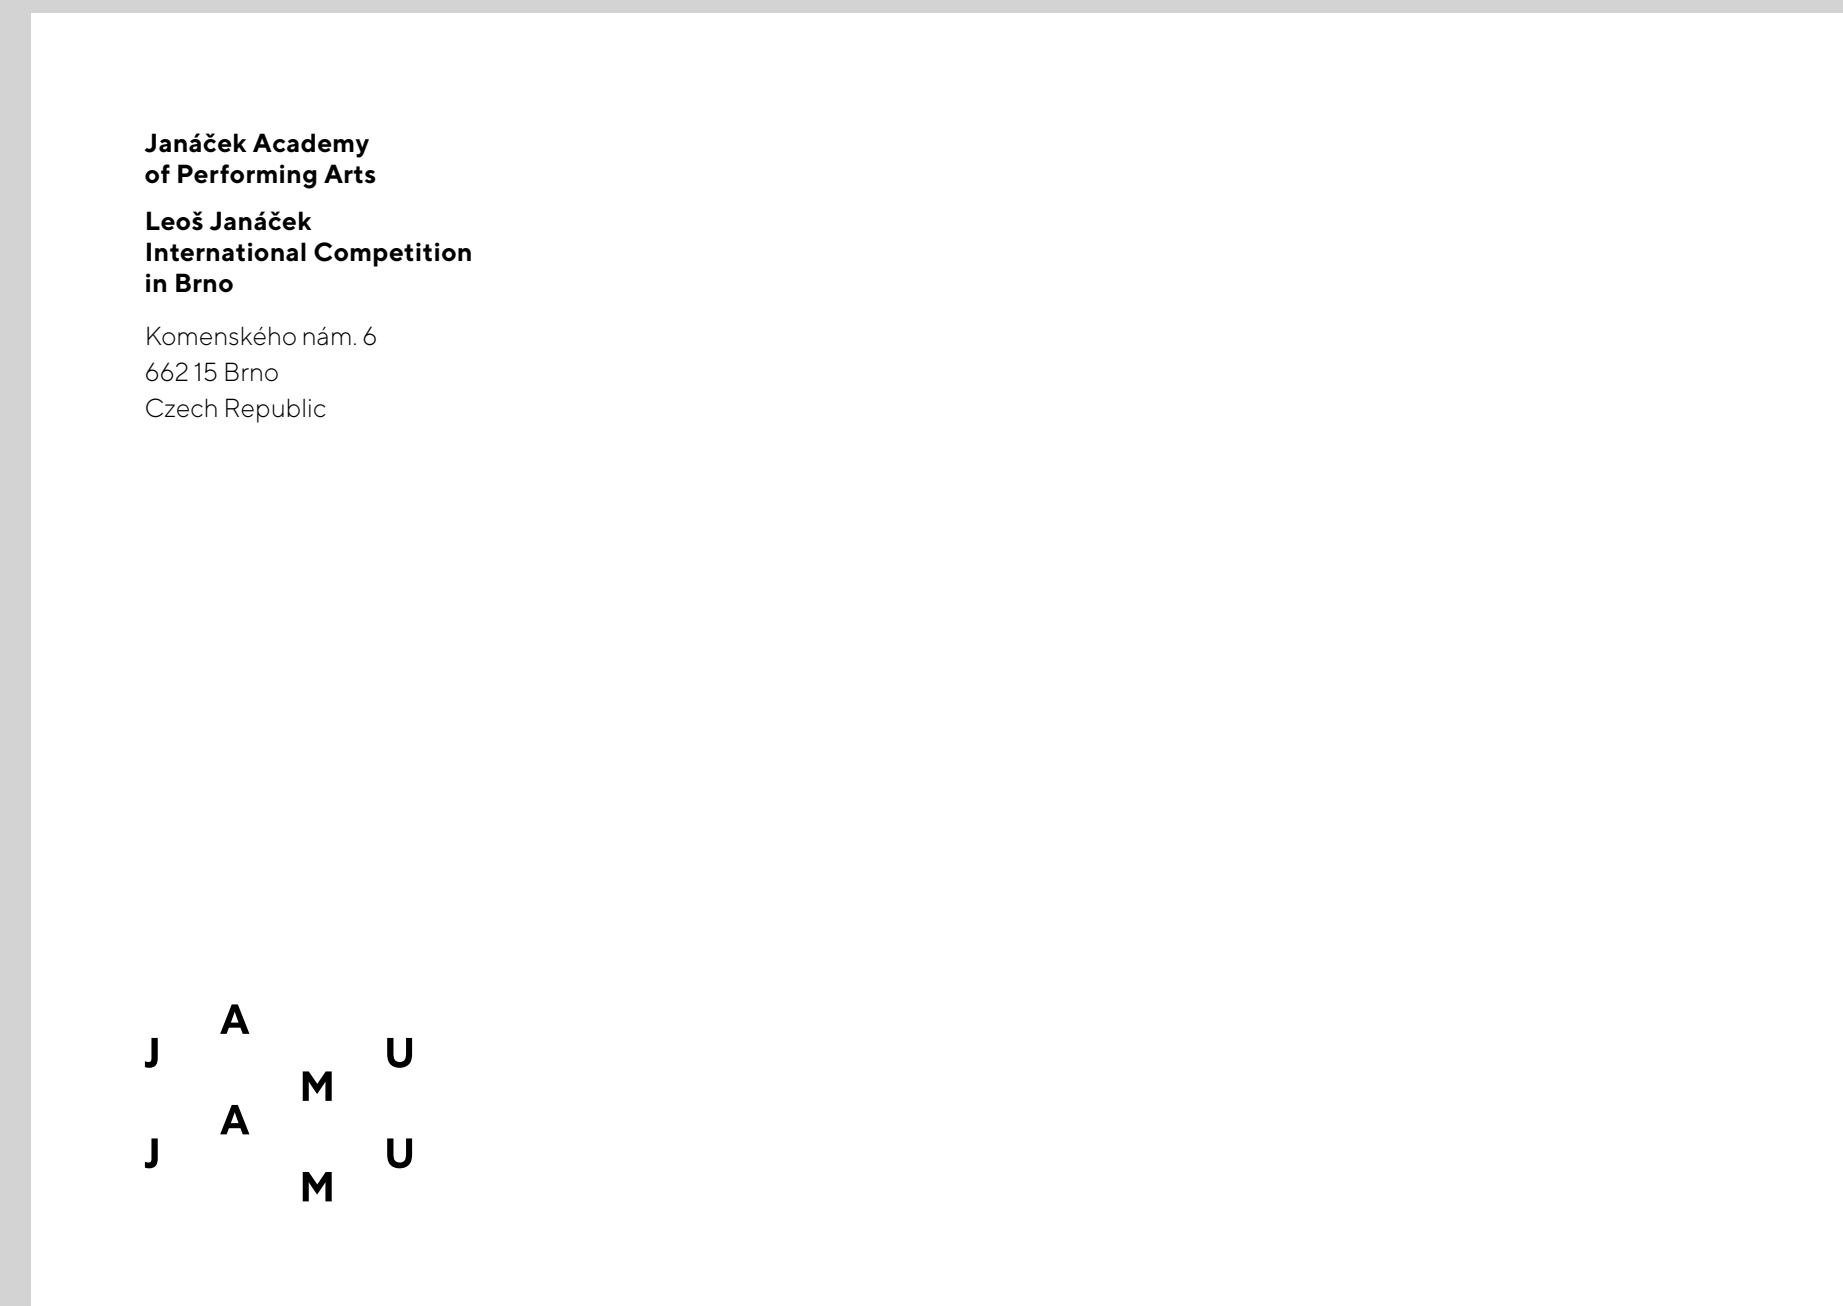 Janáček Academy
of Performing Arts
Leoš Janáček
International Competition
in Brno
Komenského nám. 6
662 15 Brno
Czech Republic
J A M U
J A M U